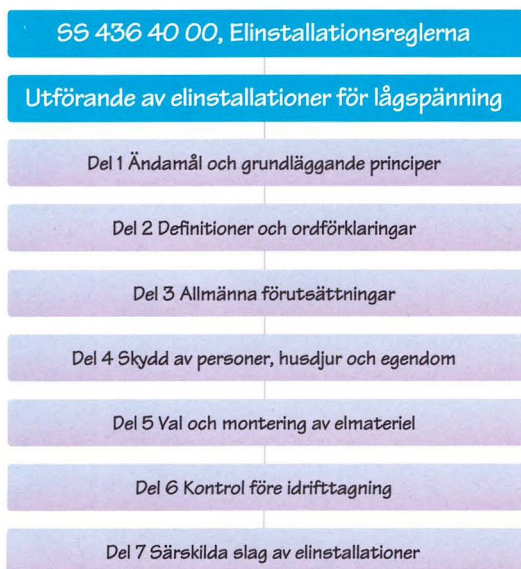 SS 436 40 00, Elinstallationsreglerna
Utförande av elinstallationer för lågspänning
Del 1 Ändamål och grundläggande principer
Del 2 Definitioner och ordförklaringar
Del 3 Allmänna förutsättningar
Del 4 Skydd av personer, husdjur och egendom
Del 5 Val och montering av elmateriel
Del 6 Kontrol före idrifttagning
Del 7 Särskilda slag av elinstallationer